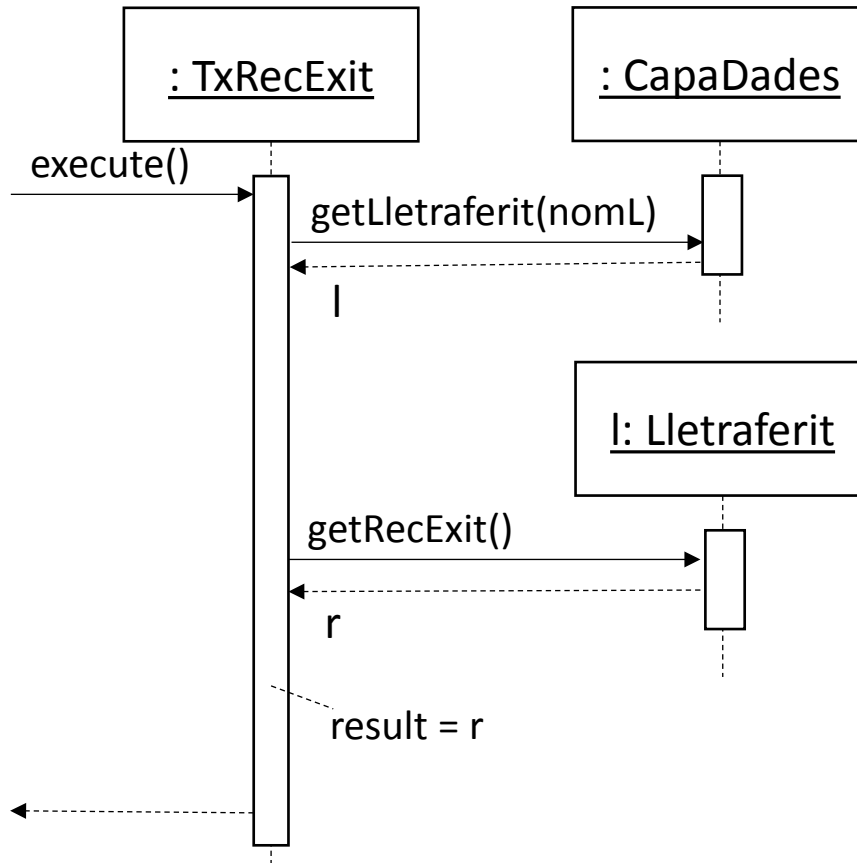 : TxRecExit
: CapaDades
execute()
getLletraferit(nomL)
l
l: Lletraferit
getRecExit()
r
result = r